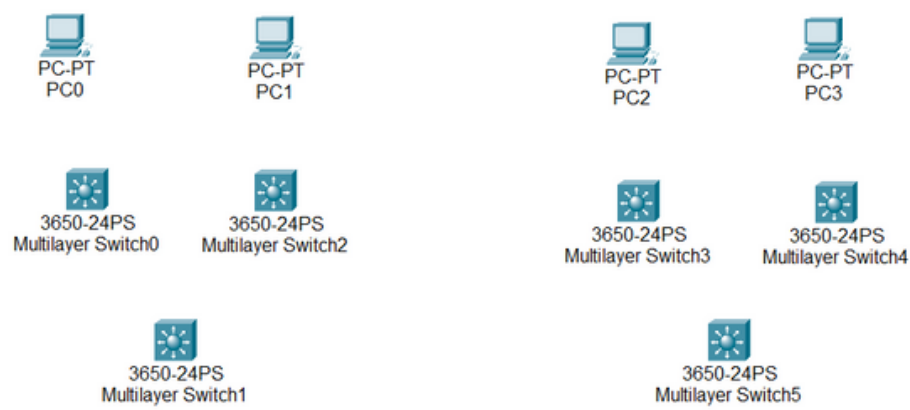 PC-PT
PC0
PC-PT
PC1
PC-PT
PC2
PC-PT
PC3
3650-24PS
Multilayer Switch0
3650-24PS
Multilayer Switch2
3650-24PS
Multilayer Switch3
3650-24PS
Multilayer Switch4
3650-24PS
Multilayer Switch1
3650-24PS
Multilayer Switch5